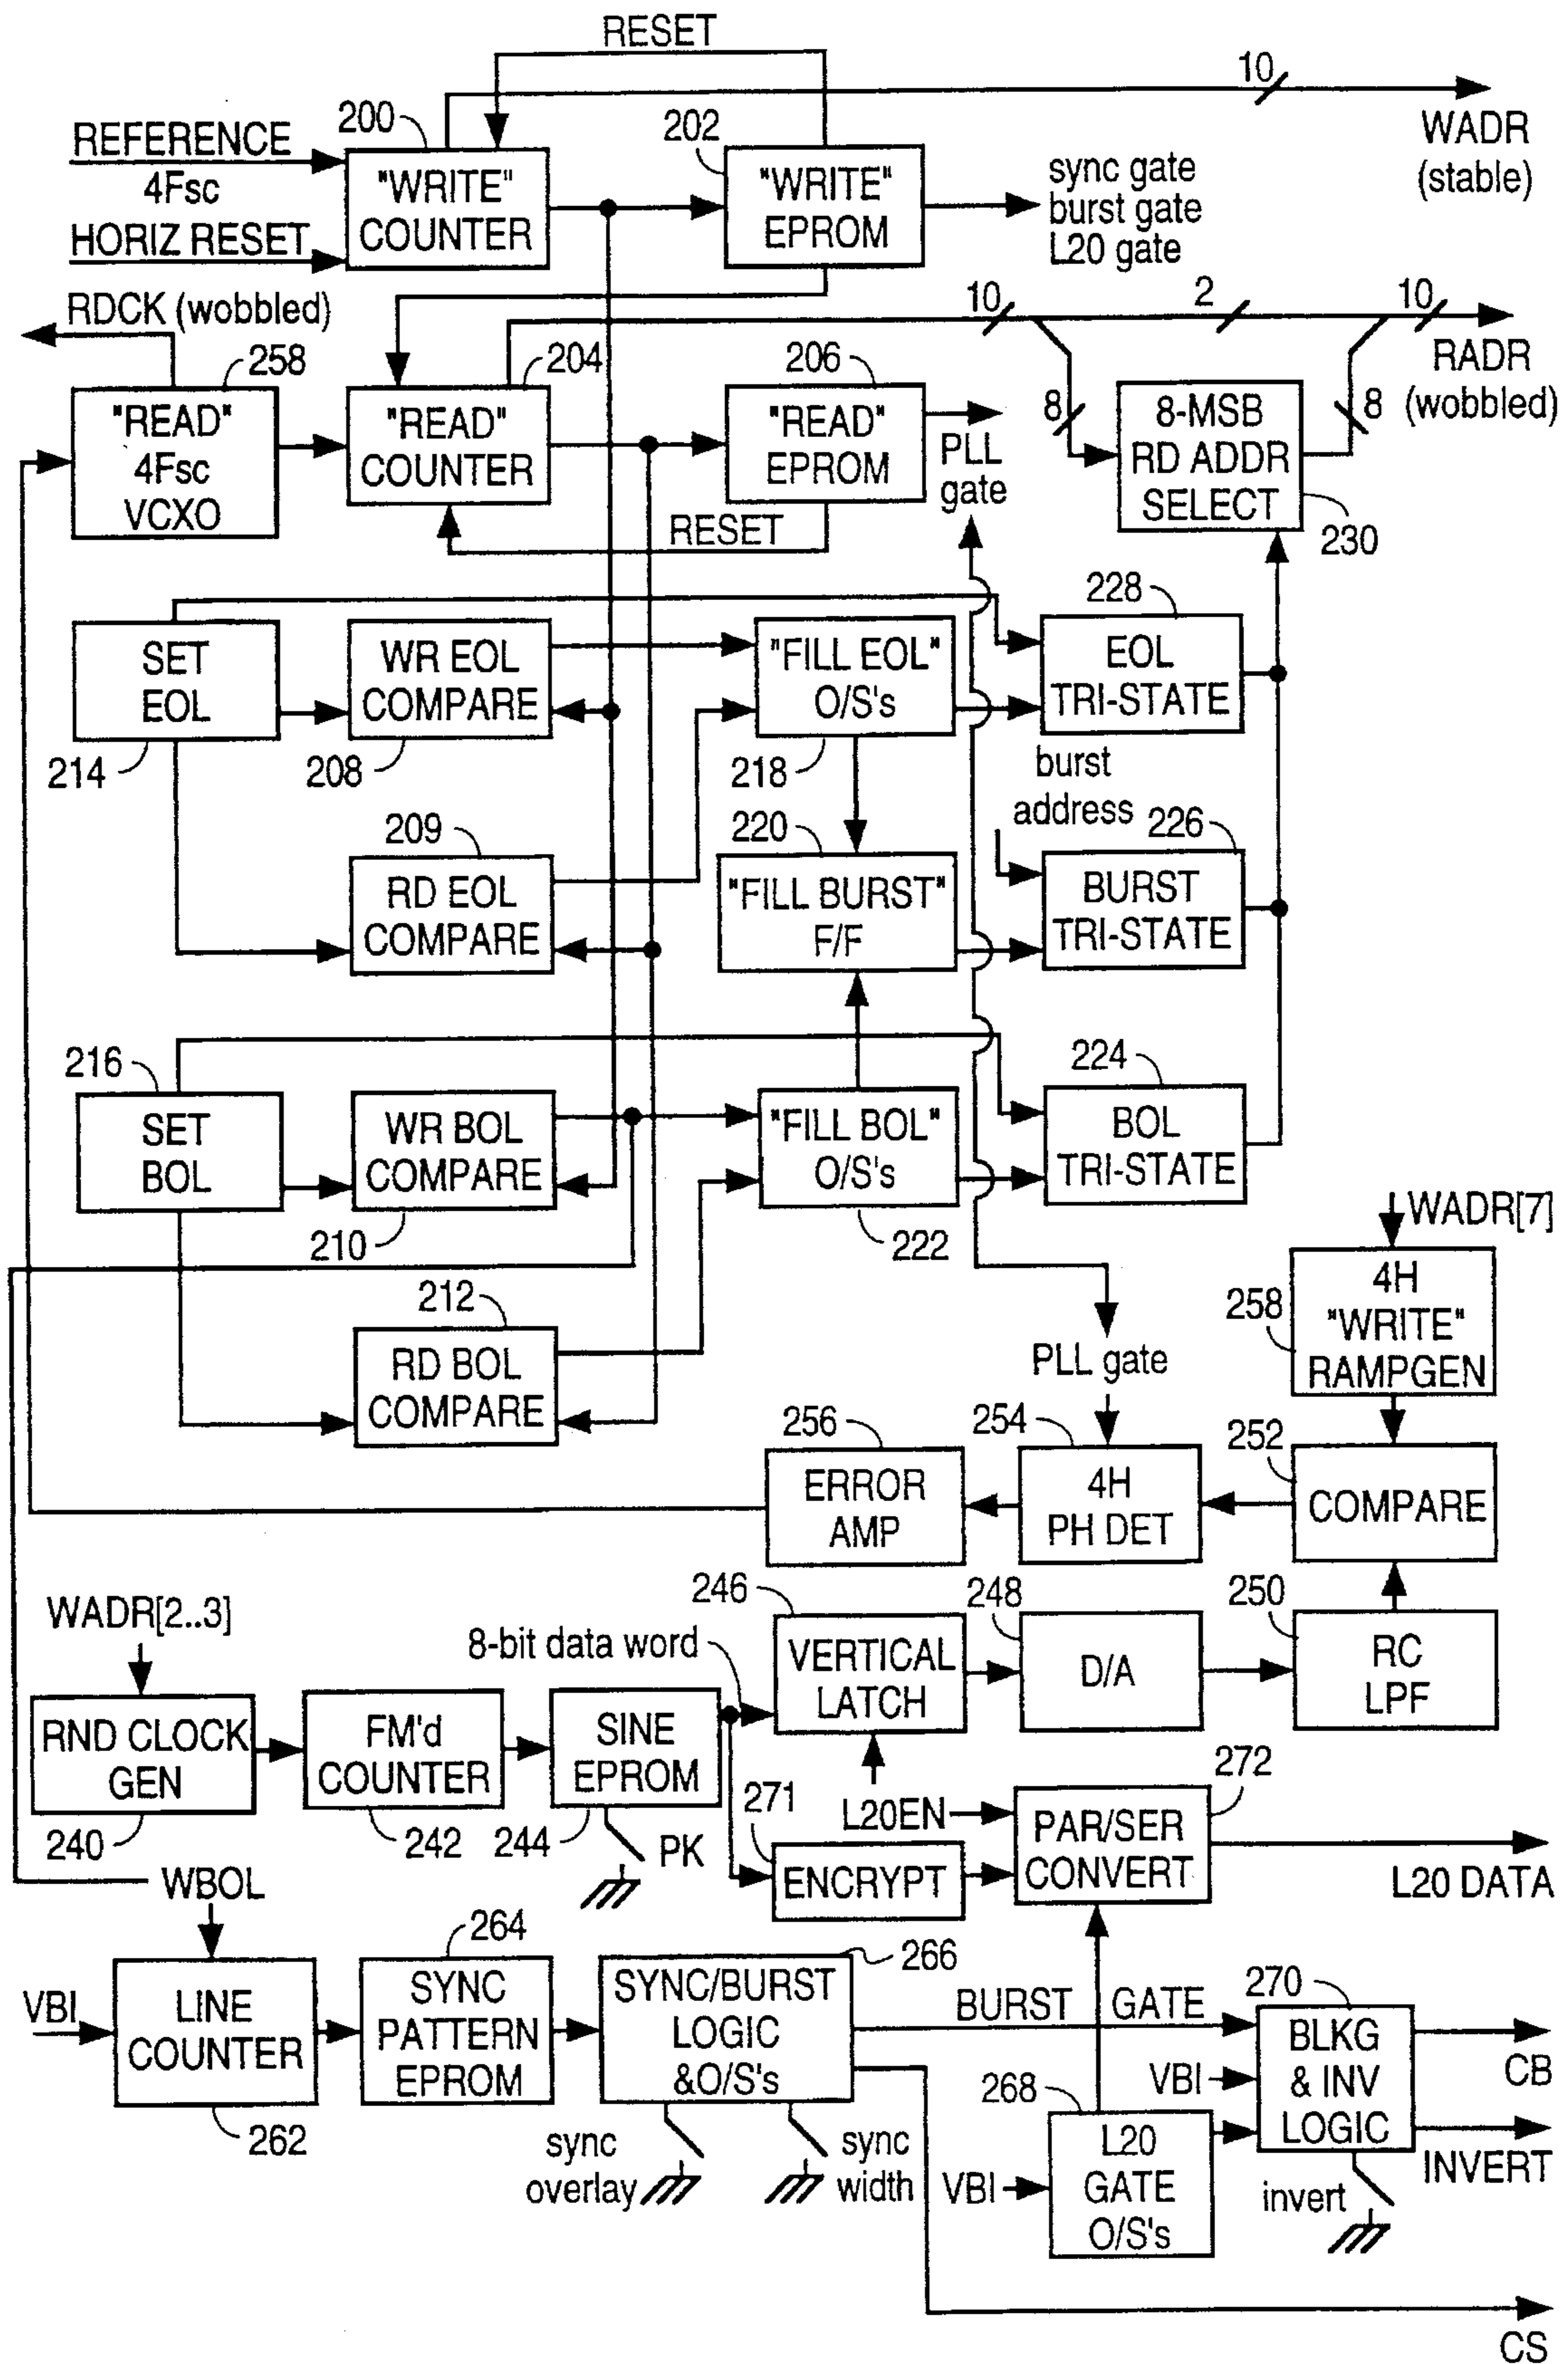 RESET
10
WADR
(stable)
REFERENCE
4Fsc
HORIZ RESET
200
"WRITE"
COUNTER
202
"WRITE"
EPROM
sync gate
burst gate
L20 gate
RDCK (wobbled)
258
"READ"
4Fsc
VCXO
204
"READ"
COUNTER
206
"READ"
EPROM
RESET
PLL
gate
10
2
10
RADR
(wobbled)
8
8
8-MSB
RD ADDR
SELECT
230
SET
EOL
214
WR EOL
COMPARE
208
"FILL EOL"
O/S's
218
228
EOL
TRI-STATE
burst
address
209
RD EOL
COMPARE
220
"FILL BURST"
F/F
226
BURST
TRI-STATE
216
SET
BOL
WR BOL
COMPARE
210
"FILL BOL"
O/S's
222
224
BOL
TRI-STATE
212
RD BOL
COMPARE
WADR[7]
258
4H
"WRITE"
RAMPGEN
PLL gate
256
ERROR
AMP
254
4H
PH DET
252
COMPARE
WADR[2..3]
RND CLOCK
GEN
240
FM'd
COUNTER
242
8-bit data word
SINE
EPROM
244
PK
246
VERTICAL
LATCH
248
D/A
250
RC
LPF
L20EN
271
ENCRYPT
272
PAR/SER
CONVERT
L20 DATA
WBOL
VBI
LINE
COUNTER
262
264
SYNC
PATTERN
EPROM
266
SYNC/BURST
LOGIC
&O/S's
sync
overlay
sync
width
BURST GATE
VBI
268
L20
GATE
O/S's
VBI
270
BLKG
& INV
LOGIC
invert
CB
INVERT
CS